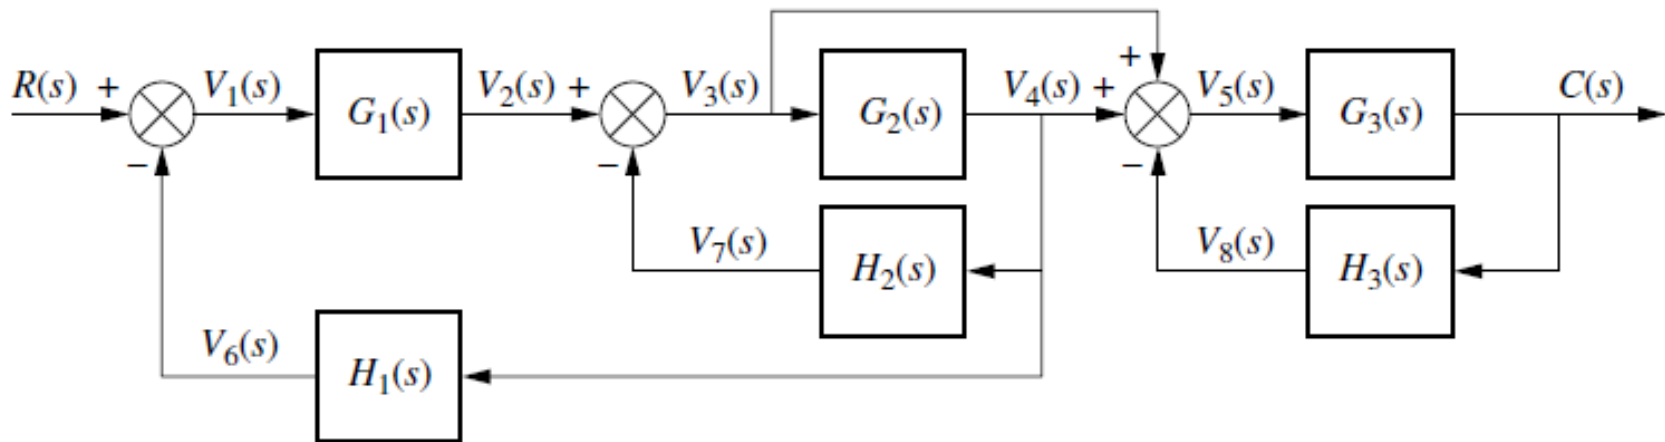 +
R(s) + V₁(s) G₁(s) V₂(s) + V₃(s) G₂(s) V₄(s) + V₅(s) G₃(s) C(s)
− − −
V₇(s) H₂(s) V₈(s) H₃(s)
V₆(s) H₁(s)